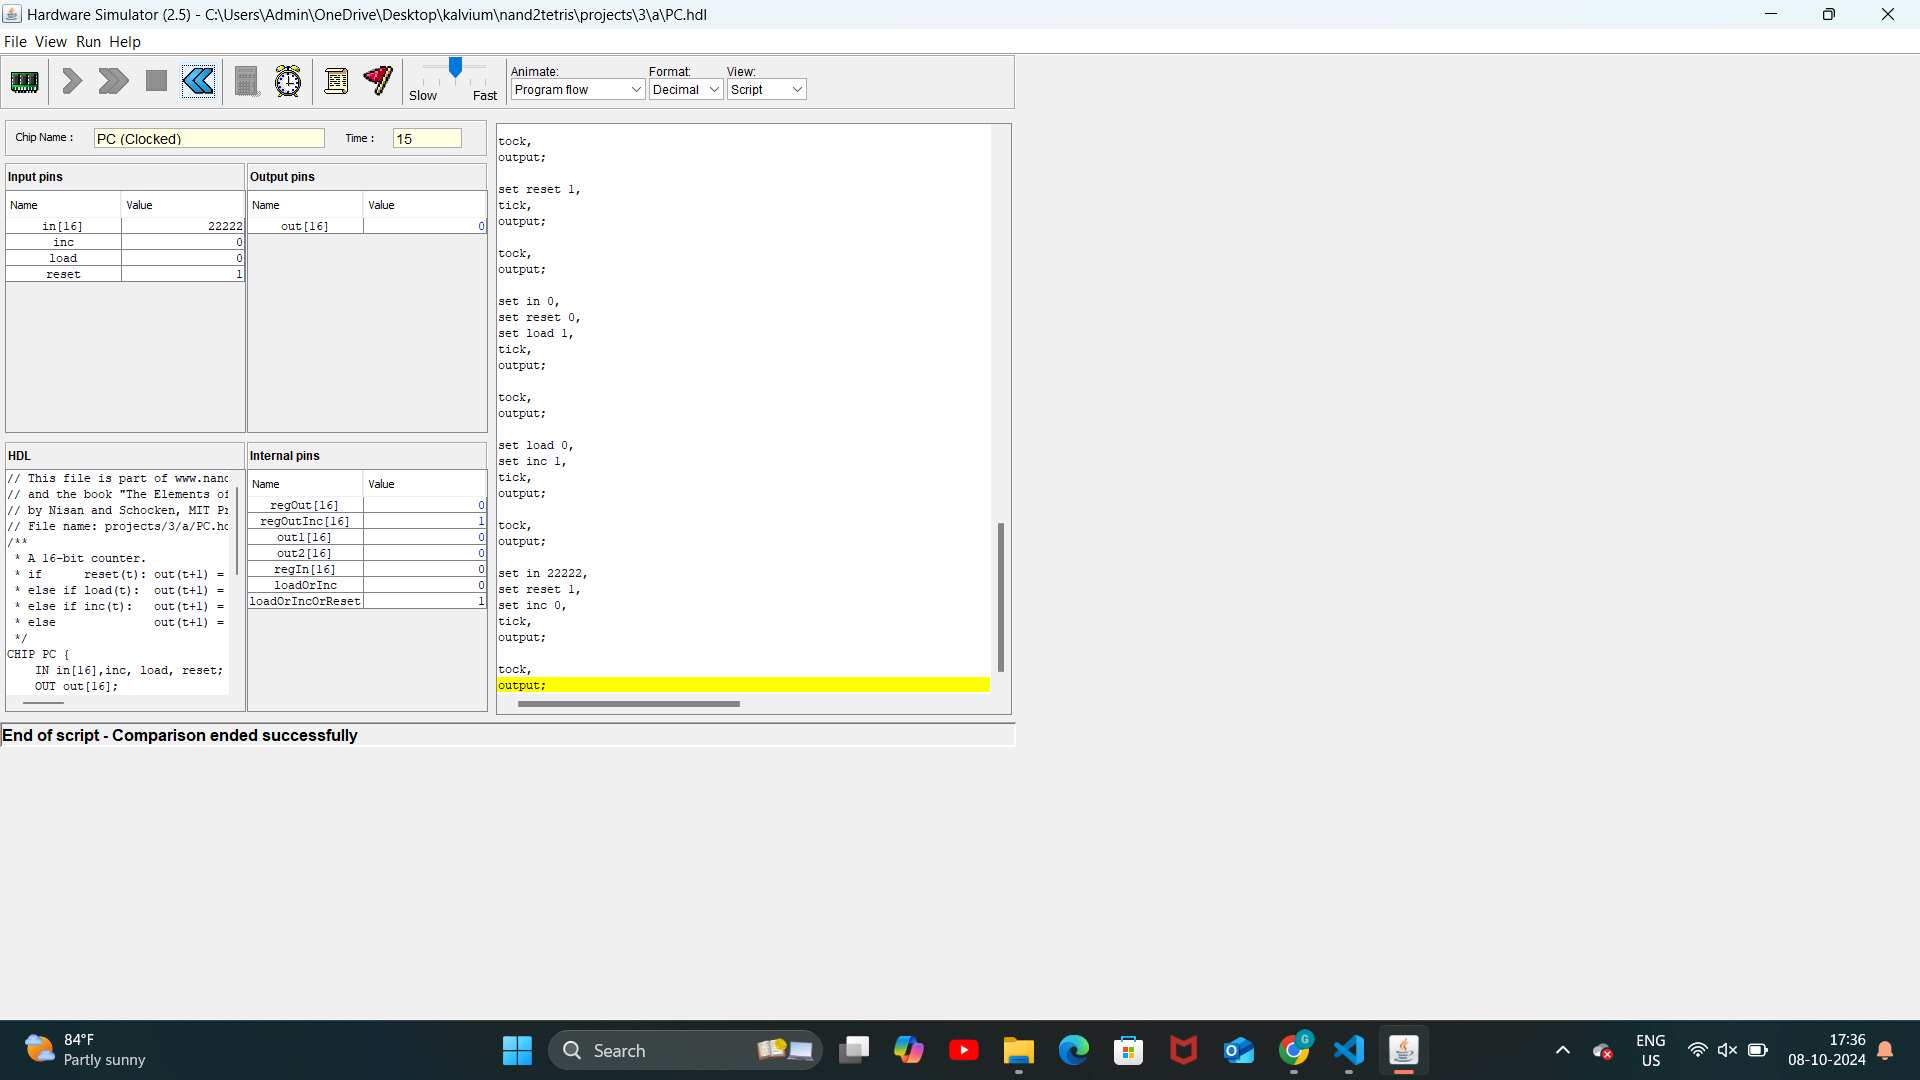 Hardware Simulator (2.5) - C:\Users\Admin\OneDrive\Desktop\kalvium\nand2tetris\projects\3\a\PC.hdl
File View Run Help
Slow Fast
Animate:
Program flow
Format:
Decimal
View:
Script
Chip Name : PC (Clocked) Time : 15
Input pins
Name Value
in[16] 22222
inc 0
load 0
reset 1
Output pins
Name Value
out[16] 0
HDL
// This file is part of www.nand
// and the book "The Elements of
// by Nisan and Schocken, MIT Pr
// File name: projects/3/a/PC.hd
/**
* A 16-bit counter.
* if reset(t): out(t+1) =
* else if load(t): out(t+1) =
* else if inc(t): out(t+1) =
* else out(t+1) =
*/
CHIP PC {
IN in[16],inc, load, reset;
OUT out[16];
Internal pins
Name Value
regOut[16] 0
regOutInc[16] 1
out1[16] 0
out2[16] 0
regIn[16] 0
loadOrInc 0
loadOrIncOrReset 1
tock,
output;
set reset 1,
tick,
output;
tock,
output;
set in 0,
set reset 0,
set load 1,
tick,
output;
tock,
output;
set load 0,
set inc 1,
tick,
output;
tock,
output;
set in 22222,
set reset 1,
set inc 0,
tick,
output;
tock,
output;
End of script - Comparison ended successfully
84°F
Partly sunny
Search
G
ENG
US
17:36
08-10-2024